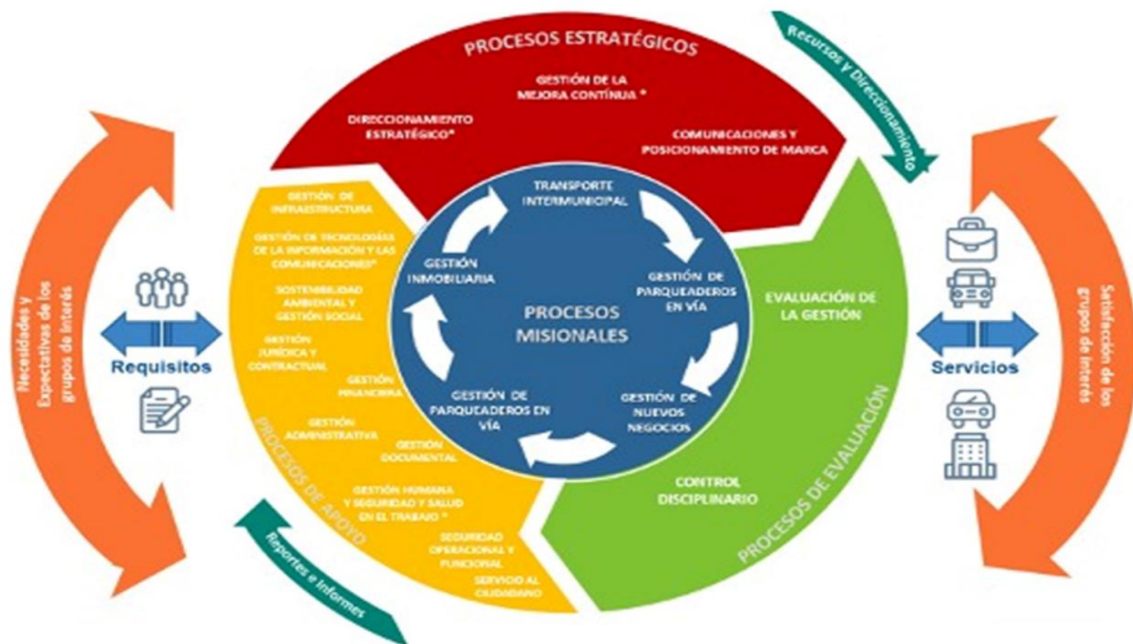 PROCESOS ESTRATÉGICOS
GESTIÓN DE LA
MEJORA CONTÍNUA *
DIRECCIONAMIENTO
ESTRATÉGICO*
COMUNICACIONES Y
POSICIONAMIENTO DE MARCA
Recursos y Direccionamiento
Necesidades y
Expectativas de los
grupos de Interés
Requisitos
GESTIÓN DE
INFRAESTRUCTURA
GESTIÓN DE TECNOLOGÍAS
DE LA INFORMACIÓN Y LAS
COMUNICACIONES*
SOSTENIBILIDAD
AMBIENTAL Y
GESTIÓN SOCIAL
GESTIÓN
JURÍDICA Y
CONTRACTUAL
GESTIÓN
FINANCIERA
GESTIÓN
ADMINISTRATIVA
GESTIÓN
DOCUMENTAL
GESTIÓN HUMANA
Y SEGURIDAD Y SALUD
EN EL TRABAJO *
SEGURIDAD
OPERACIONAL Y
FUNCIONAL
SERVICIO AL
CIUDADANO
PROCESOS DE APOYO
Reportes e Informes
TRANSPORTE
INTERMUNICIPAL
GESTIÓN DE
PARQUEADEROS
EN VÍA
GESTIÓN DE
NUEVOS
NEGOCIOS
GESTIÓN DE
PARQUEADEROS EN
VÍA
GESTIÓN
INMOBILIARIA
PROCESOS
MISIONALES
EVALUACIÓN DE
LA GESTIÓN
CONTROL
DISCIPLINARIO
PROCESOS DE EVALUACIÓN
Servicios
Satisfacción de los
grupos de interés